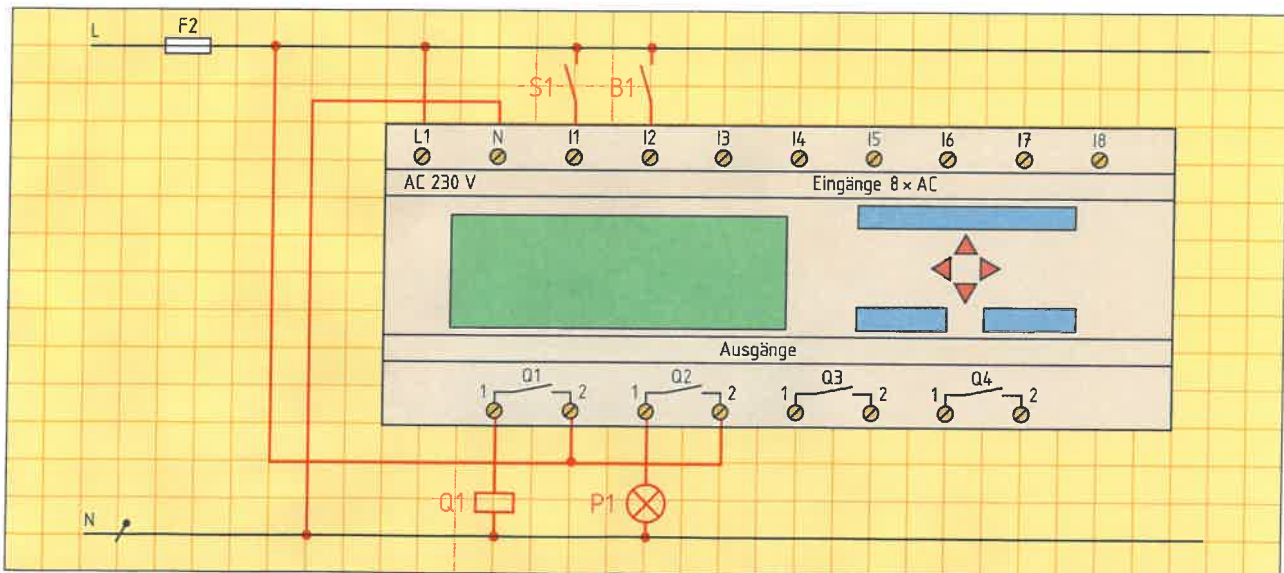 L F2
S1 B1
L1 N I1 I2 I3 I4 I5 I6 I7 I8
AC 230 V Eingänge 8 × AC
Ausgänge
1 Q1 2 1 Q2 2 1 Q3 2 1 Q4 2
Q1 P1
N